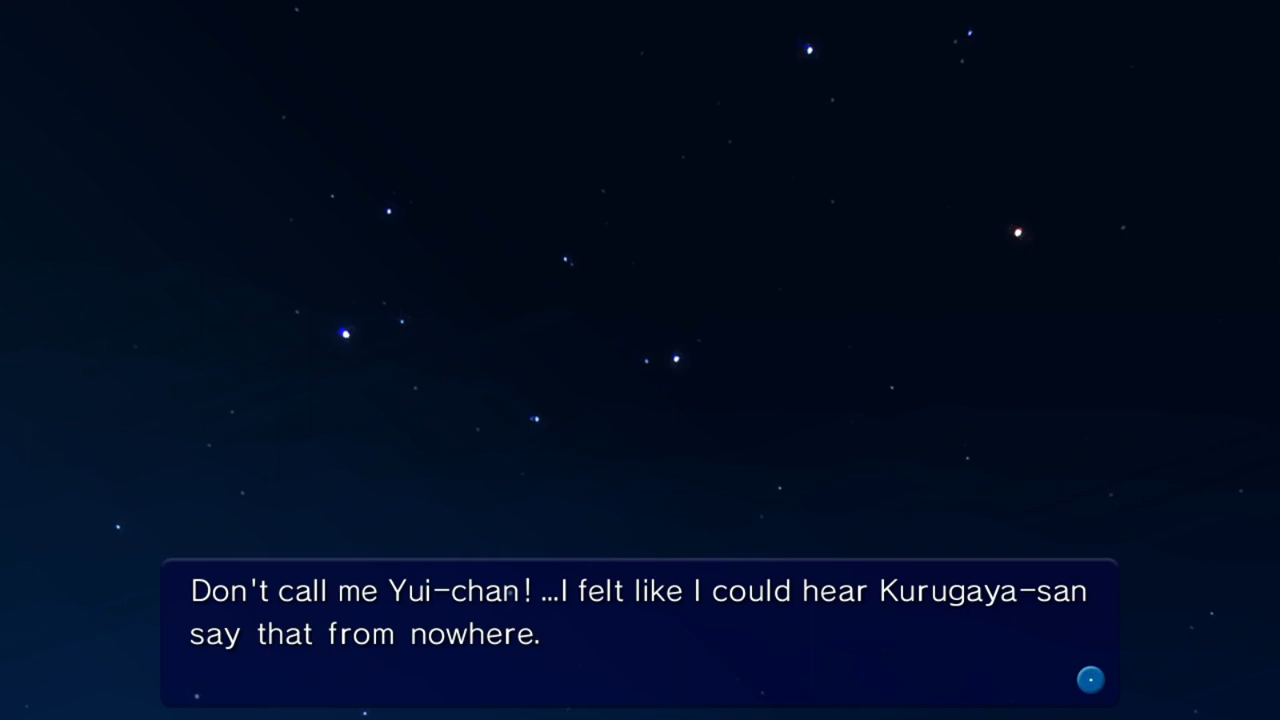 Don't call me Yui-chan! ...I felt like I could hear Kurugaya-san
say that from nowhere.